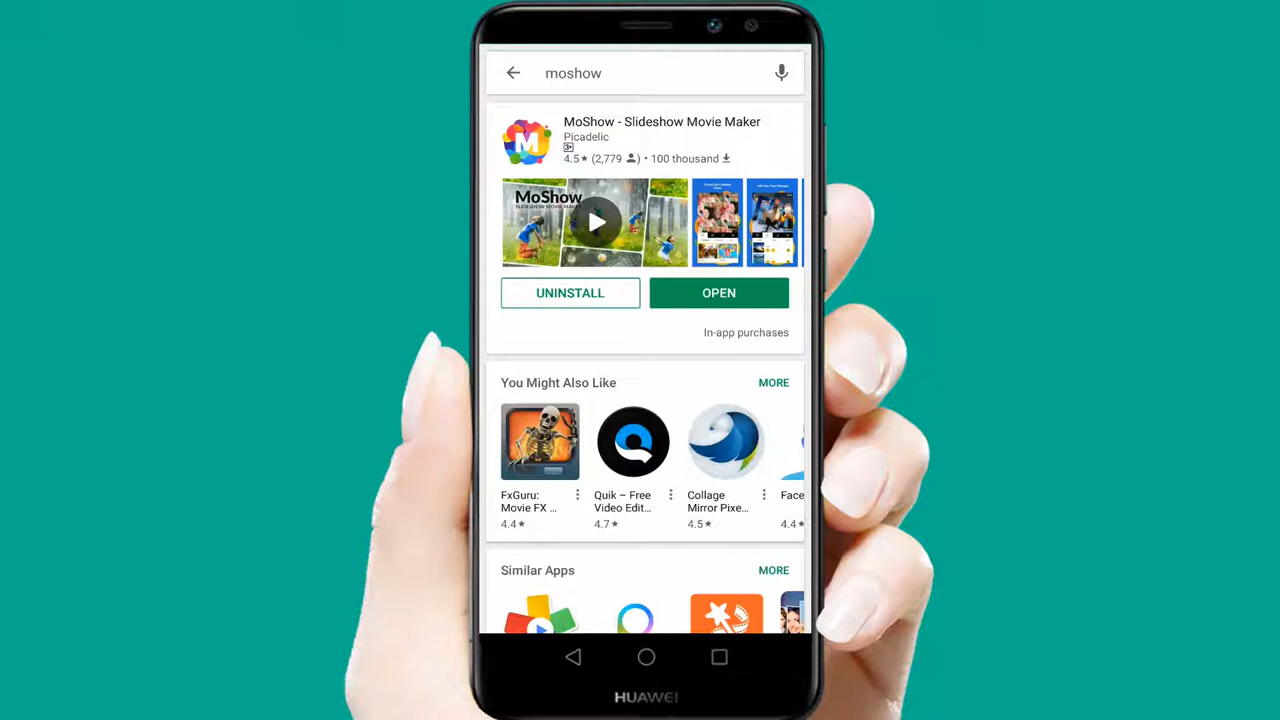 moshow
MoShow - Slideshow Movie Maker
Picadelic
3+
4.5★ (2,779 ) • 100 thousand
MoShow
SLIDESHOW MOVIE MAKER
UNINSTALL
OPEN
In-app purchases
You Might Also Like
MORE
FxGuru:
Movie FX ...
4.4★
Quik – Free
Video Edit...
4.7★
Collage
Mirror Pixe...
4.5★
Face
4.4★
Similar Apps
MORE
HUAWEI